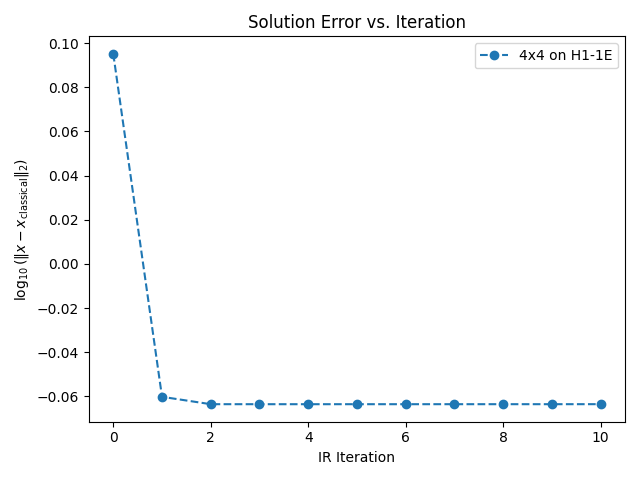 Solution Error vs. Iteration
4x4 on H1-1E
log₁₀(‖x − x_classical‖₂)
0.10
0.08
0.06
0.04
0.02
0.00
−0.02
−0.04
−0.06
0 2 4 6 8 10
IR Iteration